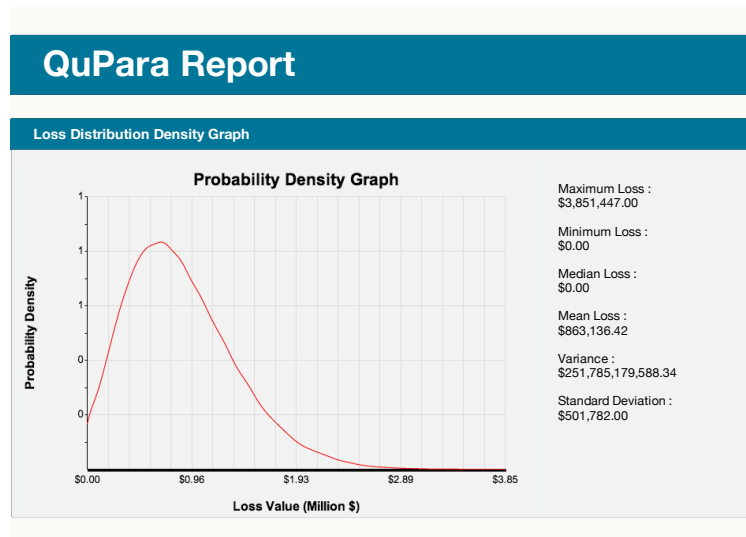 QuPara Report
Loss Distribution Density Graph
Probability Density Graph
Probability Density
1
1
1
0
0
$0.00
$0.96
$1.93
$2.89
$3.85
Loss Value (Million $)
Maximum Loss :
$3,851,447.00
Minimum Loss :
$0.00
Median Loss :
$0.00
Mean Loss :
$863,136.42
Variance :
$251,785,179,588.34
Standard Deviation :
$501,782.00